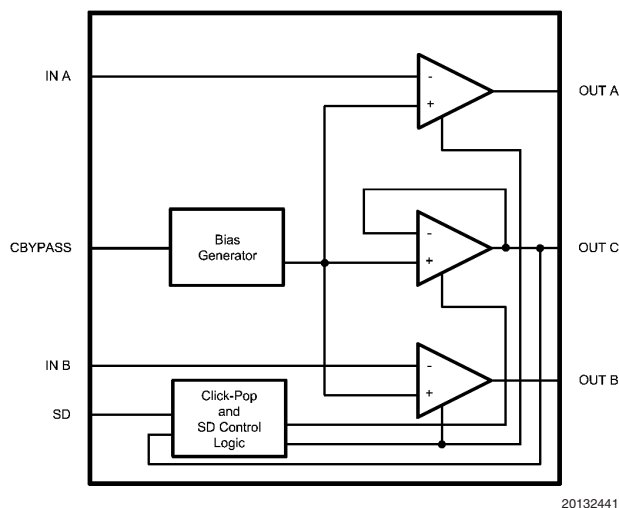 IN A
-
+
OUT A
CBYPASS
Bias
Generator
-
+
OUT C
IN B
-
+
OUT B
SD
Click-Pop
and
SD Control
Logic
20132441